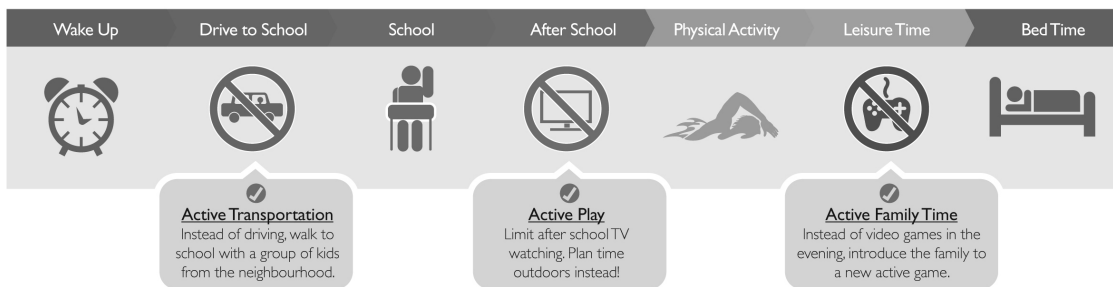 Wake Up
Drive to School
School
After School
Physical Activity
Leisure Time
Bed Time
Active Transportation
Instead of driving, walk to
school with a group of kids
from the neighbourhood.
Active Play
Limit after school TV
watching. Plan time
outdoors instead!
Active Family Time
Instead of video games in the
evening, introduce the family to
a new active game.